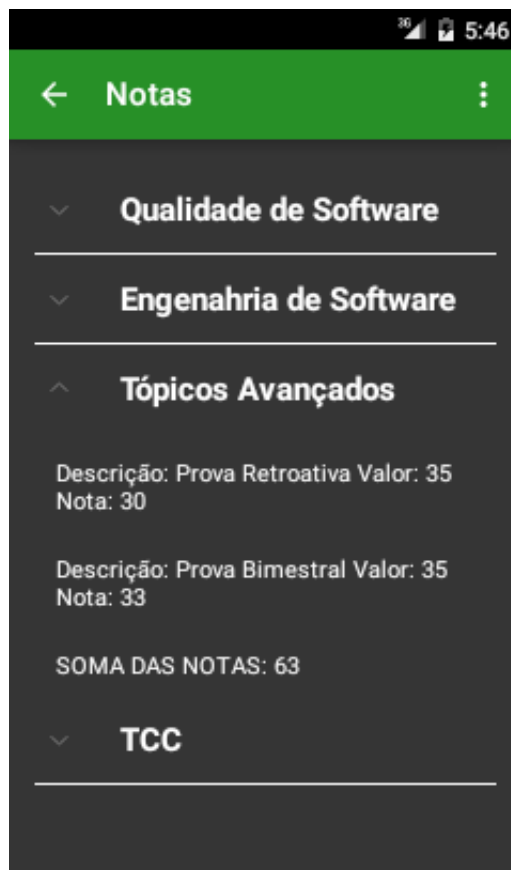 3G 5:46
Notas
Qualidade de Software
Engenahria de Software
Tópicos Avançados
Descrição: Prova Retroativa Valor: 35
Nota: 30
Descrição: Prova Bimestral Valor: 35
Nota: 33
SOMA DAS NOTAS: 63
TCC